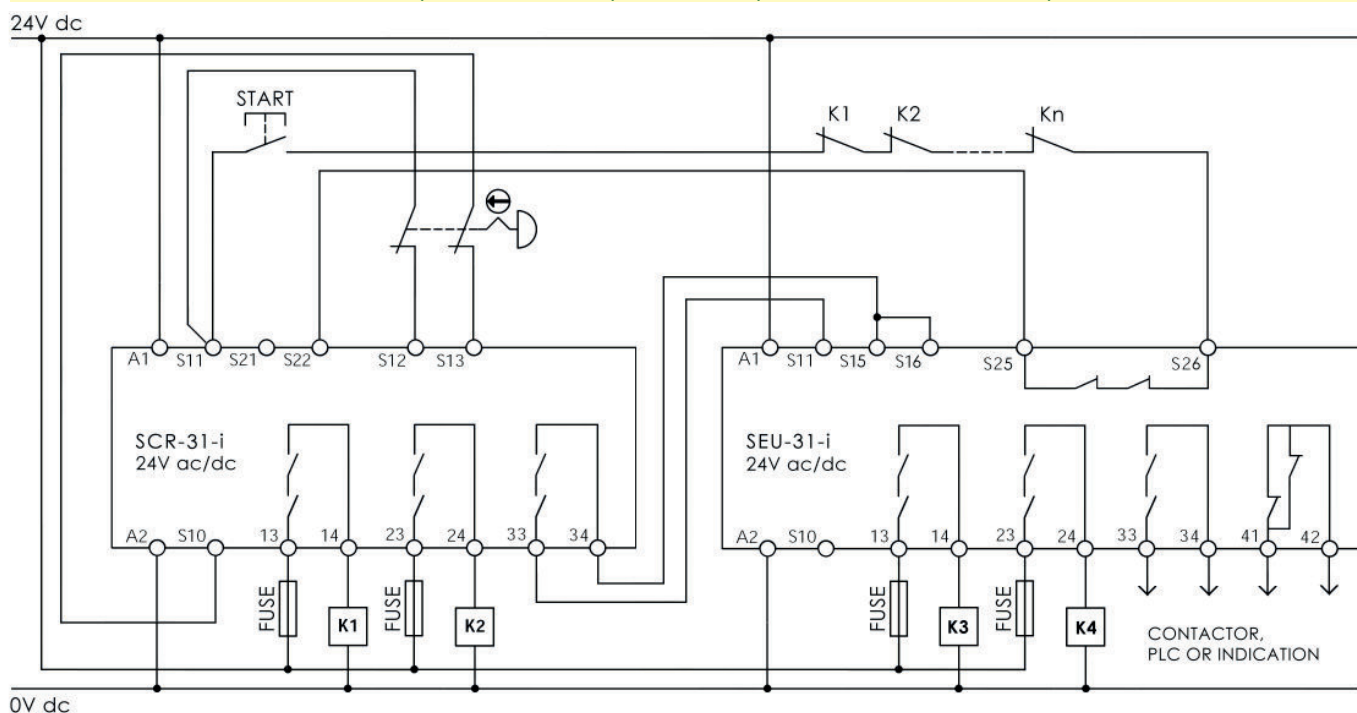 24V dc
START
K1 K2 Kn
A1 S11 S21 S22 S12 S13
A1 S11 S15 S16 S25 S26
SCR-31-i
24V ac/dc
SEU-31-i
24V ac/dc
A2 S10 13 14 23 24 33 34
A2 S10 13 14 23 24 33 34 41 42
FUSE K1 FUSE K2
FUSE K3 FUSE K4
CONTACTOR,
PLC OR INDICATION
0V dc